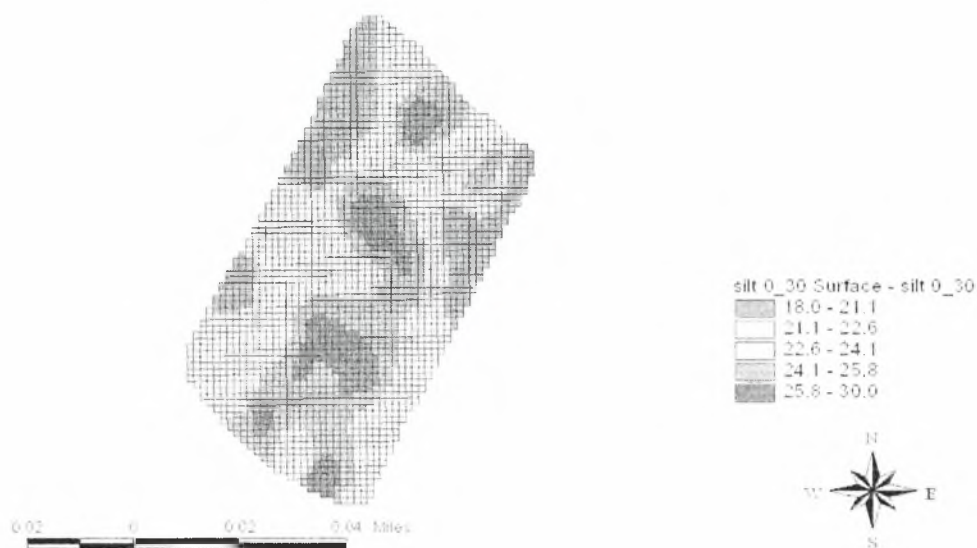 silt 0_30 Surface - silt 0_30
18.0 - 21.1
21.1 - 22.6
22.6 - 24.1
24.1 - 25.8
25.8 - 30.0
N
W E
S
0.02 0 0.02 0.04 Miles